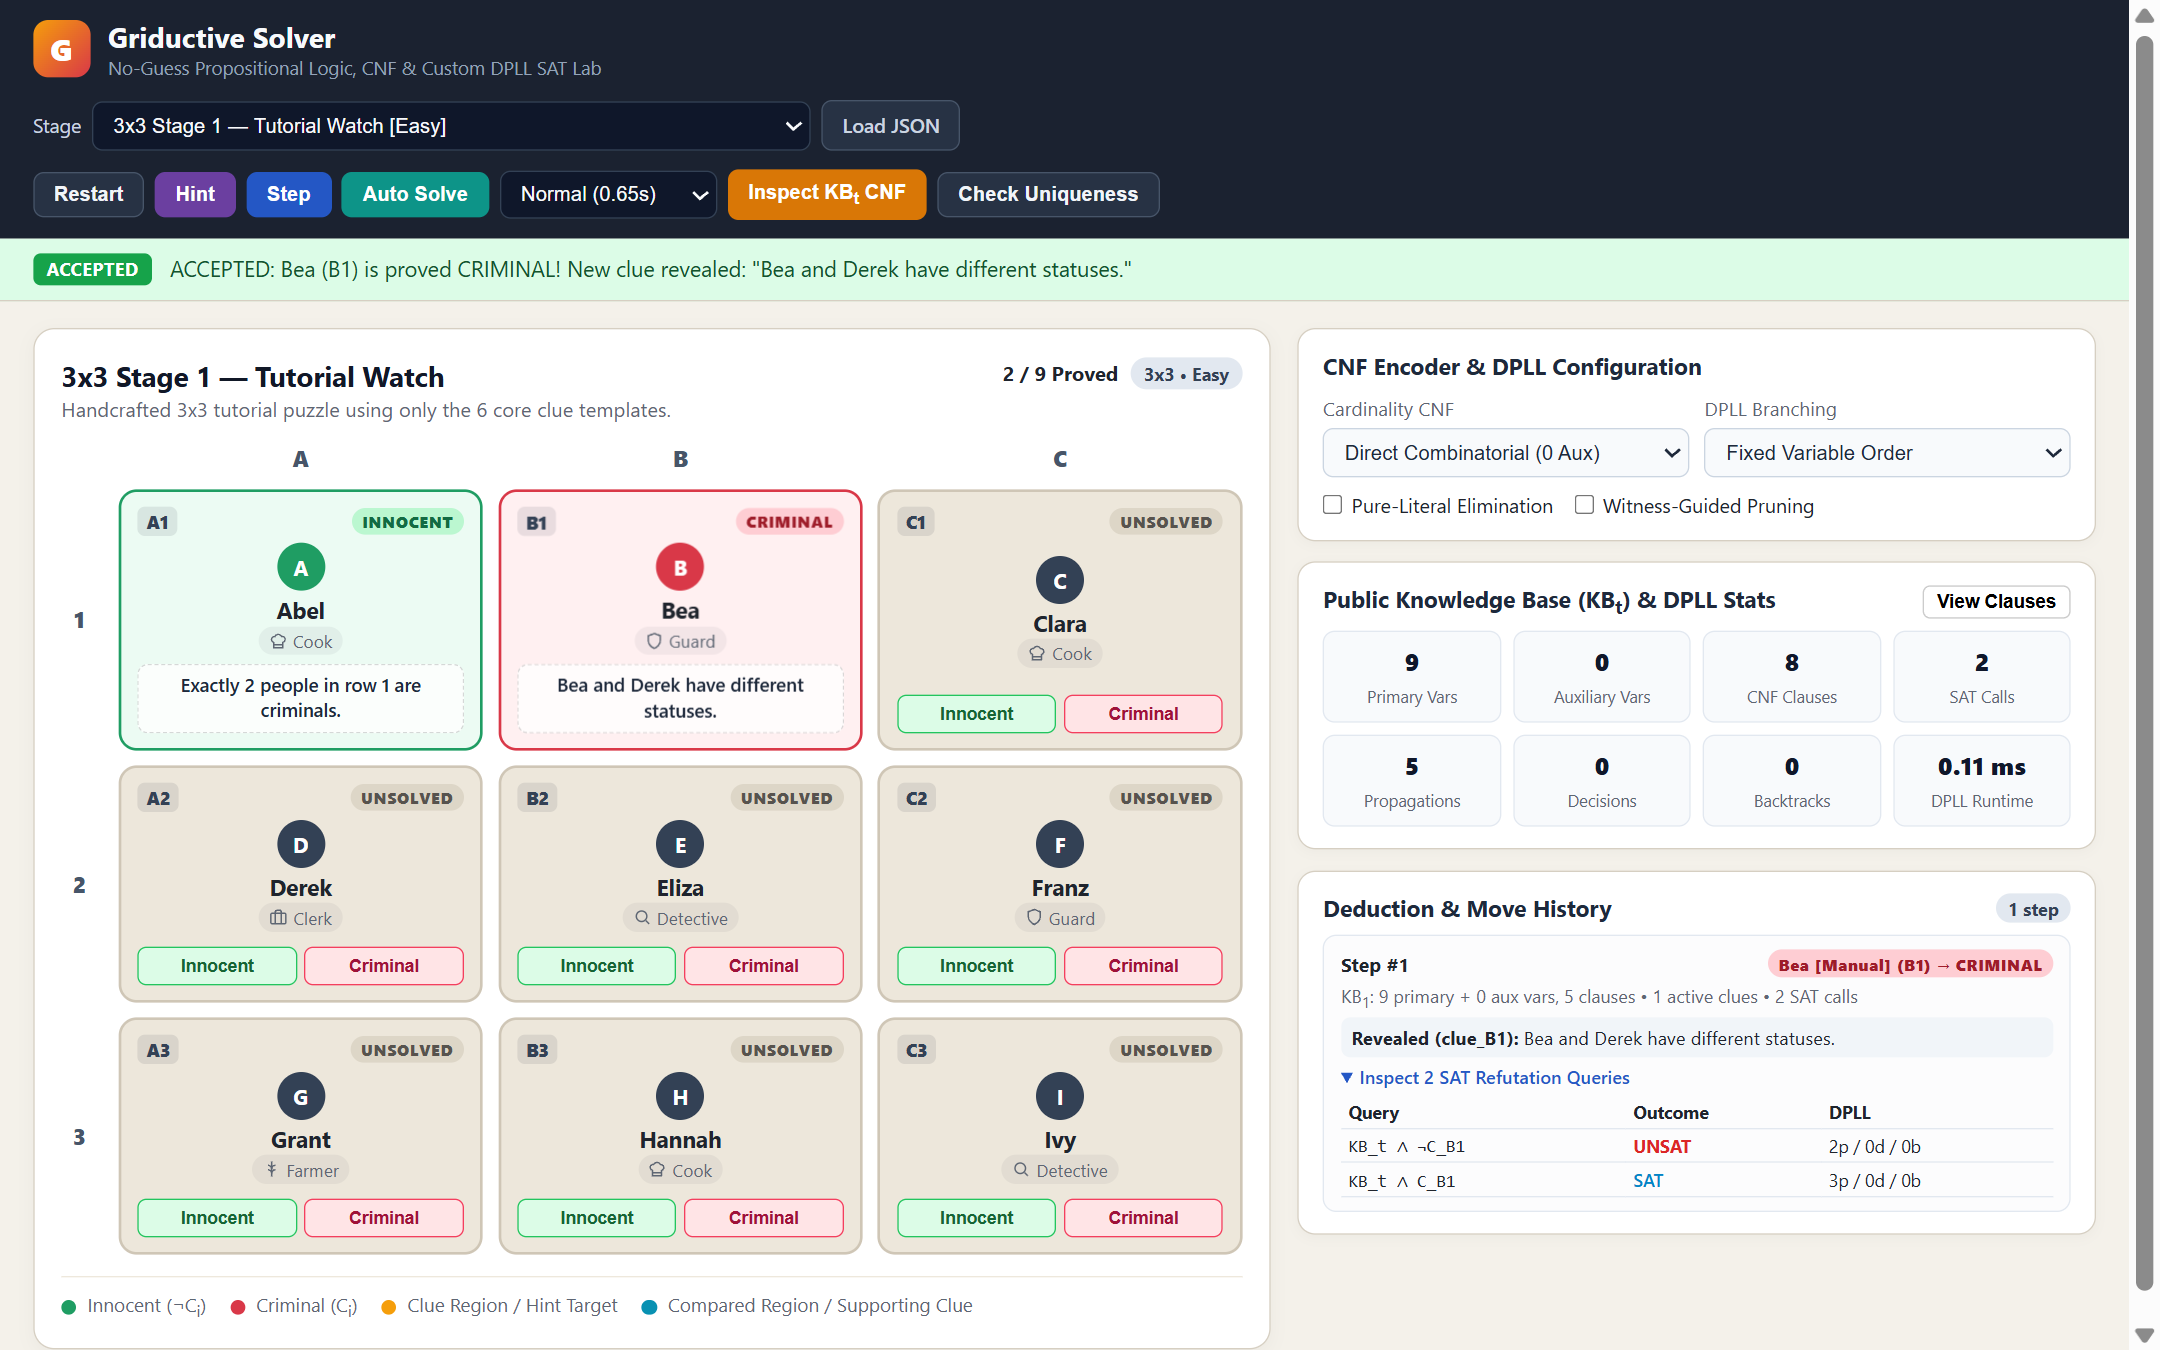 G
Griductive Solver
No-Guess Propositional Logic, CNF & Custom DPLL SAT Lab
Stage
3x3 Stage 1 — Tutorial Watch [Easy]
Load JSON
Restart
Hint
Step
Auto Solve
Normal (0.65s)
Inspect KBt CNF
Check Uniqueness
ACCEPTED
ACCEPTED: Bea (B1) is proved CRIMINAL! New clue revealed: "Bea and Derek have different statuses."
3x3 Stage 1 — Tutorial Watch
2 / 9 Proved
3x3 • Easy
Handcrafted 3x3 tutorial puzzle using only the 6 core clue templates.
A
B
C
1
A1
INNOCENT
A
Abel
Cook
Exactly 2 people in row 1 are
criminals.
B1
CRIMINAL
B
Bea
Guard
Bea and Derek have different
statuses.
C1
UNSOLVED
C
Clara
Cook
Innocent
Criminal
2
A2
UNSOLVED
D
Derek
Clerk
Innocent
Criminal
B2
UNSOLVED
E
Eliza
Detective
Innocent
Criminal
C2
UNSOLVED
F
Franz
Guard
Innocent
Criminal
3
A3
UNSOLVED
G
Grant
Farmer
Innocent
Criminal
B3
UNSOLVED
H
Hannah
Cook
Innocent
Criminal
C3
UNSOLVED
I
Ivy
Detective
Innocent
Criminal
Innocent (¬Ci)
Criminal (Ci)
Clue Region / Hint Target
Compared Region / Supporting Clue
CNF Encoder & DPLL Configuration
Cardinality CNF
DPLL Branching
Direct Combinatorial (0 Aux)
Fixed Variable Order
Pure-Literal Elimination
Witness-Guided Pruning
Public Knowledge Base (KBt) & DPLL Stats
View Clauses
9
Primary Vars
0
Auxiliary Vars
8
CNF Clauses
2
SAT Calls
5
Propagations
0
Decisions
0
Backtracks
0.11 ms
DPLL Runtime
Deduction & Move History
1 step
Step #1
Bea [Manual] (B1) → CRIMINAL
KB1: 9 primary + 0 aux vars, 5 clauses • 1 active clues • 2 SAT calls
Revealed (clue_B1): Bea and Derek have different statuses.
▼ Inspect 2 SAT Refutation Queries
Query
Outcome
DPLL
KB_t ∧ ¬C_B1
UNSAT
2p / 0d / 0b
KB_t ∧ C_B1
SAT
3p / 0d / 0b